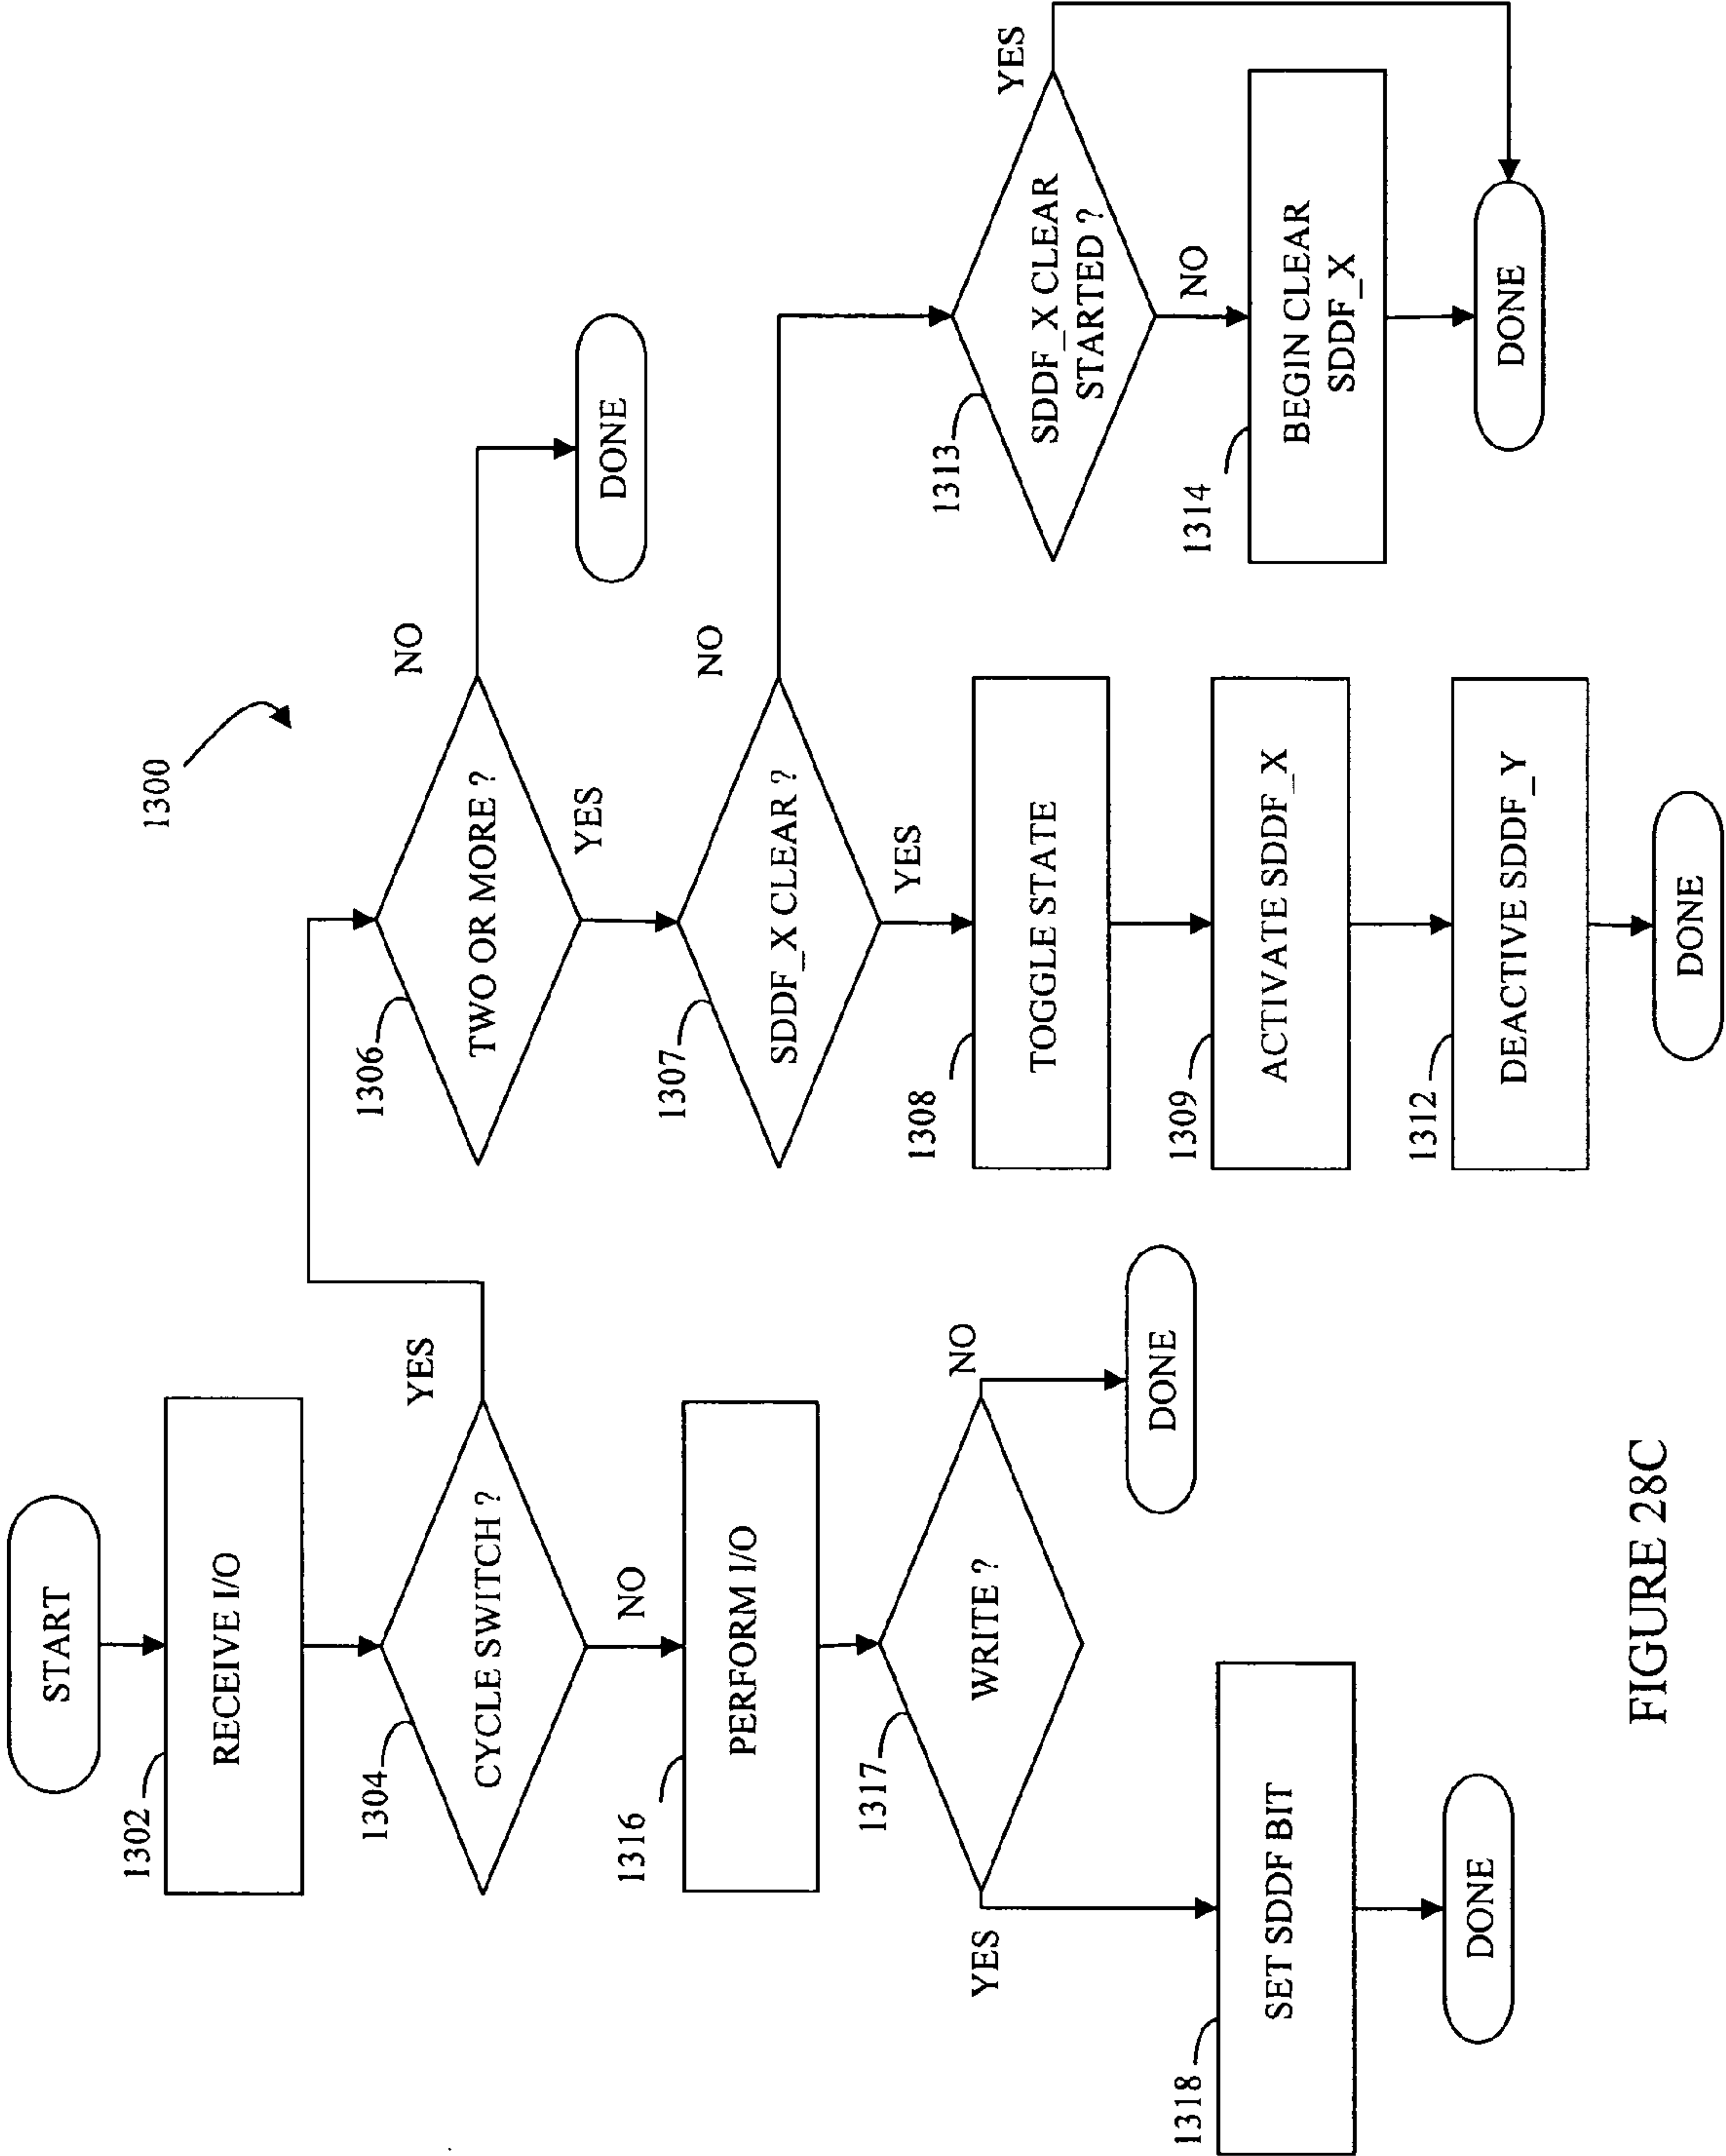 1300
START
1302
RECEIVE I/O
1304
CYCLE SWITCH ?
YES
NO
1316
PERFORM I/O
1317
WRITE ?
NO
DONE
YES
1318
SET SDDF BIT
DONE
1306
TWO OR MORE ?
NO
DONE
YES
1307
SDDF_X CLEAR ?
NO
YES
1308
TOGGLE STATE
1309
ACTIVATE SDDF_X
1312
DEACTIVE SDDF_Y
DONE
1313
SDDF_X CLEAR
STARTED ?
YES
NO
1314
BEGIN CLEAR
SDDF_X
DONE
FIGURE 28C